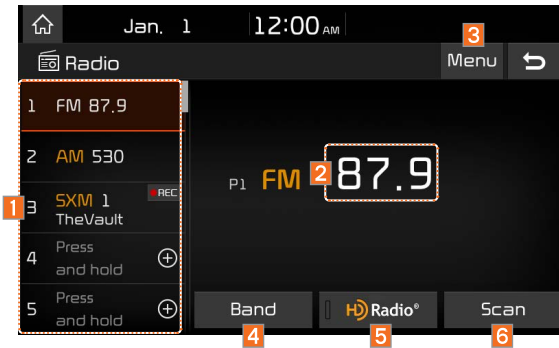 Jan. 1 12:00 AM
3
Radio Menu
1 FM 87.9
2 AM 530
3 SXM 1 REC
TheVault
4 Press
and hold
5 Press
and hold
1
P1 FM 2 87.9
Band HD Radio® Scan
4 5 6